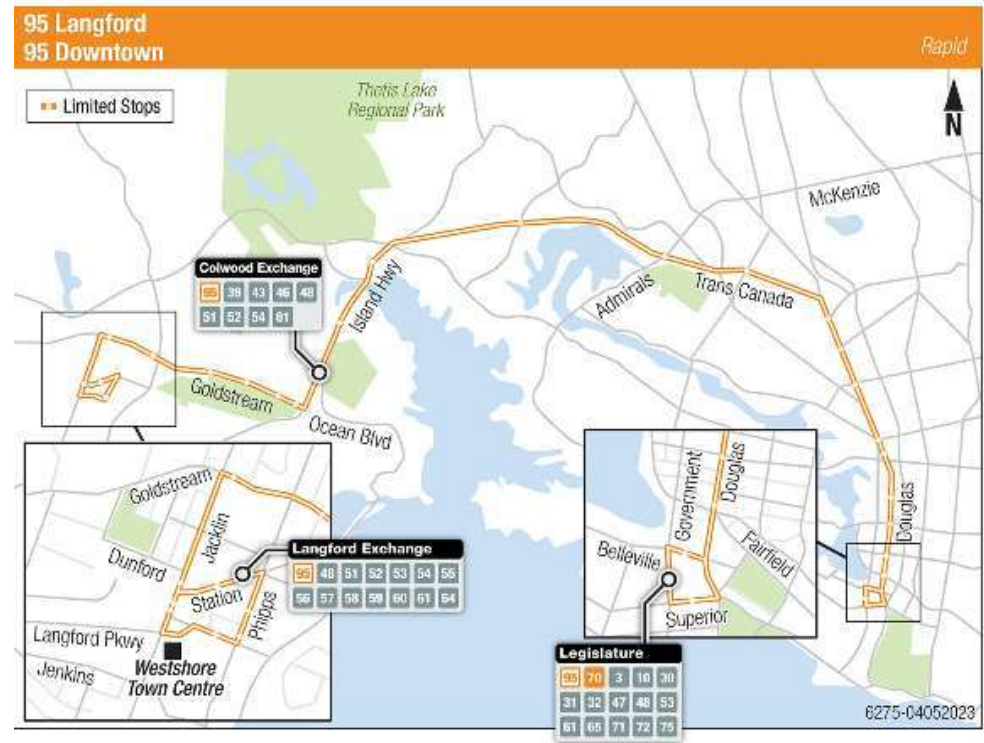 95 Langford
95 Downtown
Rapid
Limited Stops
Thetis Lake
Regional Park
N
McKenzie
Colwood Exchange
95 39 43 46 48
51 52 54 61
Island Hwy
Admirals
Trans Canada
Goldstream
Ocean Blvd
Douglas
Goldstream
Jacklin
Dunford
Station
Phipps
Langford Pkwy
Jenkins
Westshore
Town Centre
Langford Exchange
95 48 51 52 53 54 55
56 57 58 59 60 61 64
Government
Douglas
Belleville
Fairfield
Superior
Legislature
95 70 3 10 30
31 32 47 48 53
61 65 71 72 75
6275-04052023